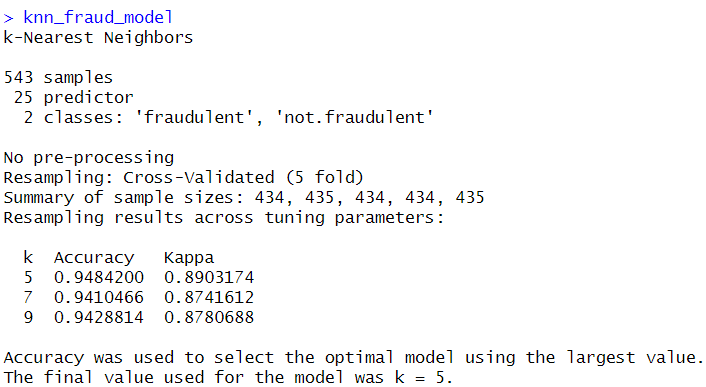 > knn_fraud_model
k-Nearest Neighbors

543 samples
 25 predictor
  2 classes: 'fraudulent', 'not.fraudulent'

No pre-processing
Resampling: Cross-Validated (5 fold)
Summary of sample sizes: 434, 435, 434, 434, 435
Resampling results across tuning parameters:

  k  Accuracy   Kappa
  5  0.9484200  0.8903174
  7  0.9410466  0.8741612
  9  0.9428814  0.8780688

Accuracy was used to select the optimal model using the largest value.
The final value used for the model was k = 5.